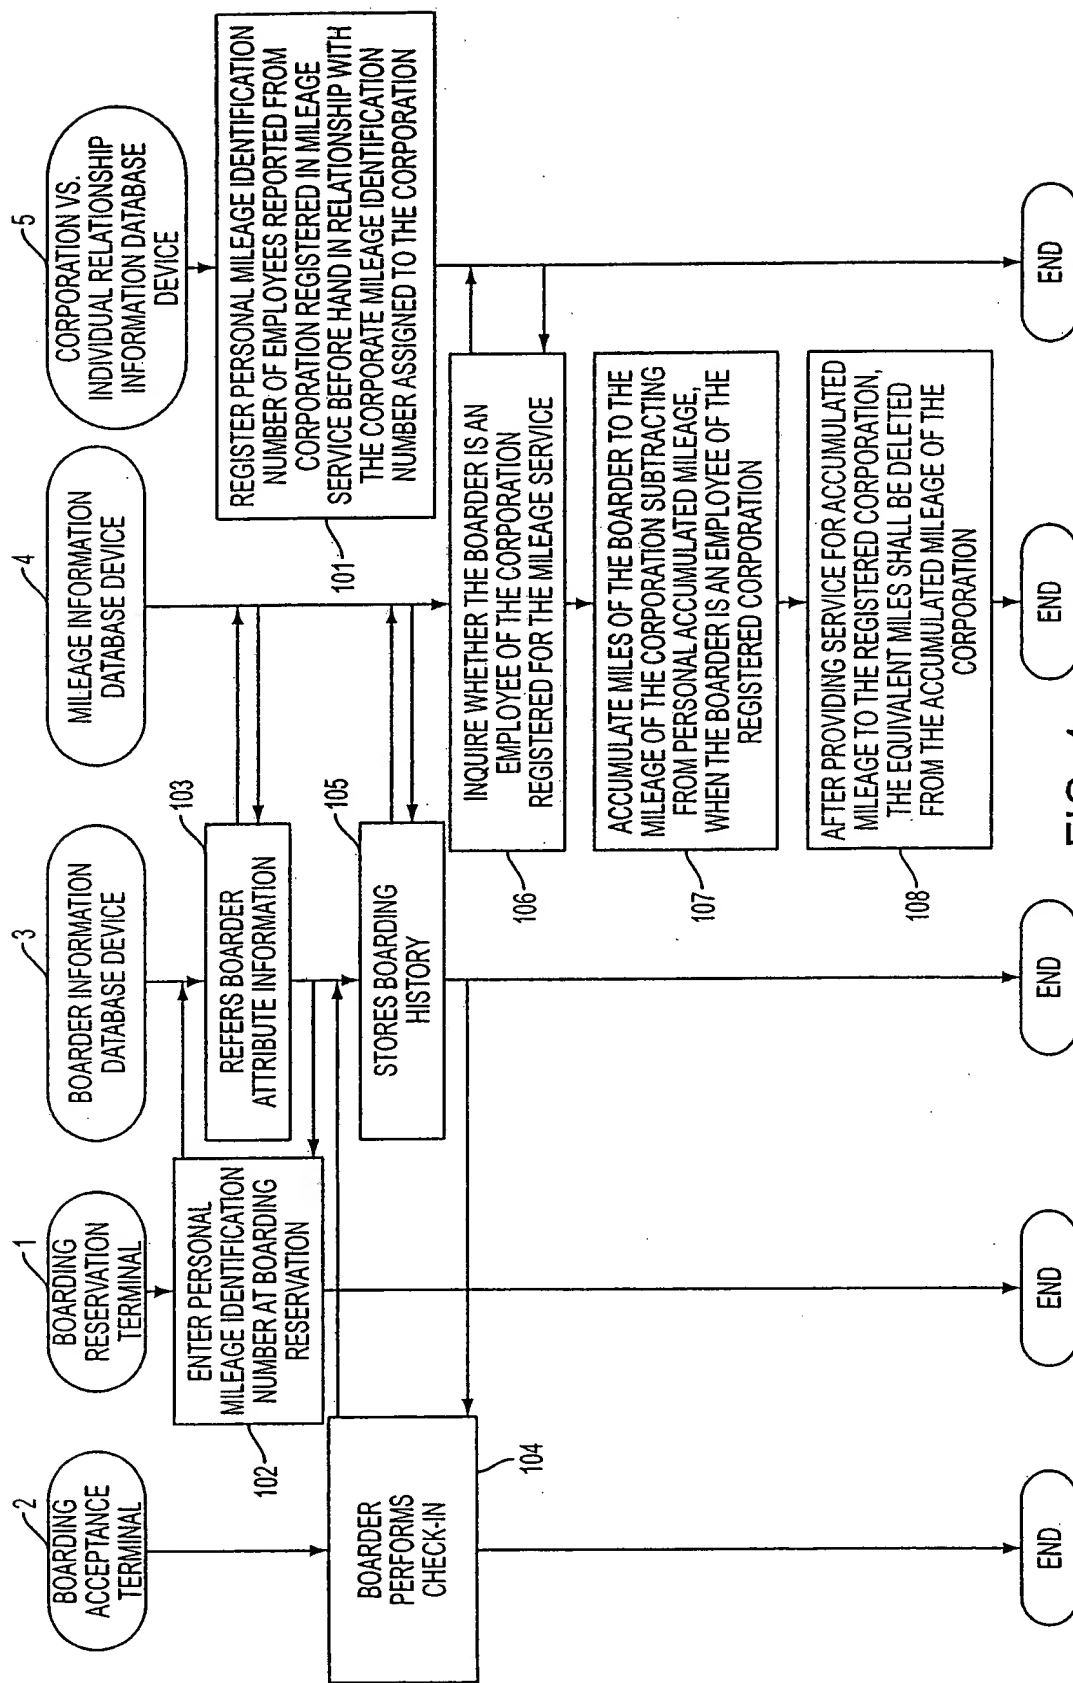 2
BOARDING
ACCEPTANCE
TERMINAL
1
BOARDING
RESERVATION
TERMINAL
3
BOARDER INFORMATION
DATABASE DEVICE
4
MILEAGE INFORMATION
DATABASE DEVICE
5
CORPORATION VS.
INDIVIDUAL RELATIONSHIP
INFORMATION DATABASE
DEVICE
REGISTER PERSONAL MILEAGE IDENTIFICATION
NUMBER OF EMPLOYEES REPORTED FROM
CORPORATION REGISTERED IN MILEAGE
SERVICE BEFORE HAND IN RELATIONSHIP WITH
THE CORPORATE MILEAGE IDENTIFICATION
NUMBER ASSIGNED TO THE CORPORATION
101
ENTER PERSONAL
MILEAGE IDENTIFICATION
NUMBER AT BOARDING
RESERVATION
102
103
REFERS BOARDER
ATTRIBUTE INFORMATION
BOARDER
PERFORMS
CHECK-IN
104
105
STORES BOARDING
HISTORY
INQUIRE WHETHER THE BOARDER IS AN
EMPLOYEE OF THE CORPORATION
REGISTERED FOR THE MILEAGE SERVICE
106
ACCUMULATE MILES OF THE BOARDER TO THE
MILEAGE OF THE CORPORATION SUBTRACTING
FROM PERSONAL ACCUMULATED MILEAGE,
WHEN THE BOARDER IS AN EMPLOYEE OF THE
REGISTERED CORPORATION
107
AFTER PROVIDING SERVICE FOR ACCUMULATED
MILEAGE TO THE REGISTERED CORPORATION,
THE EQUIVALENT MILES SHALL BE DELETED
FROM THE ACCUMULATED MILEAGE OF THE
CORPORATION
108
END
END
END
END
END